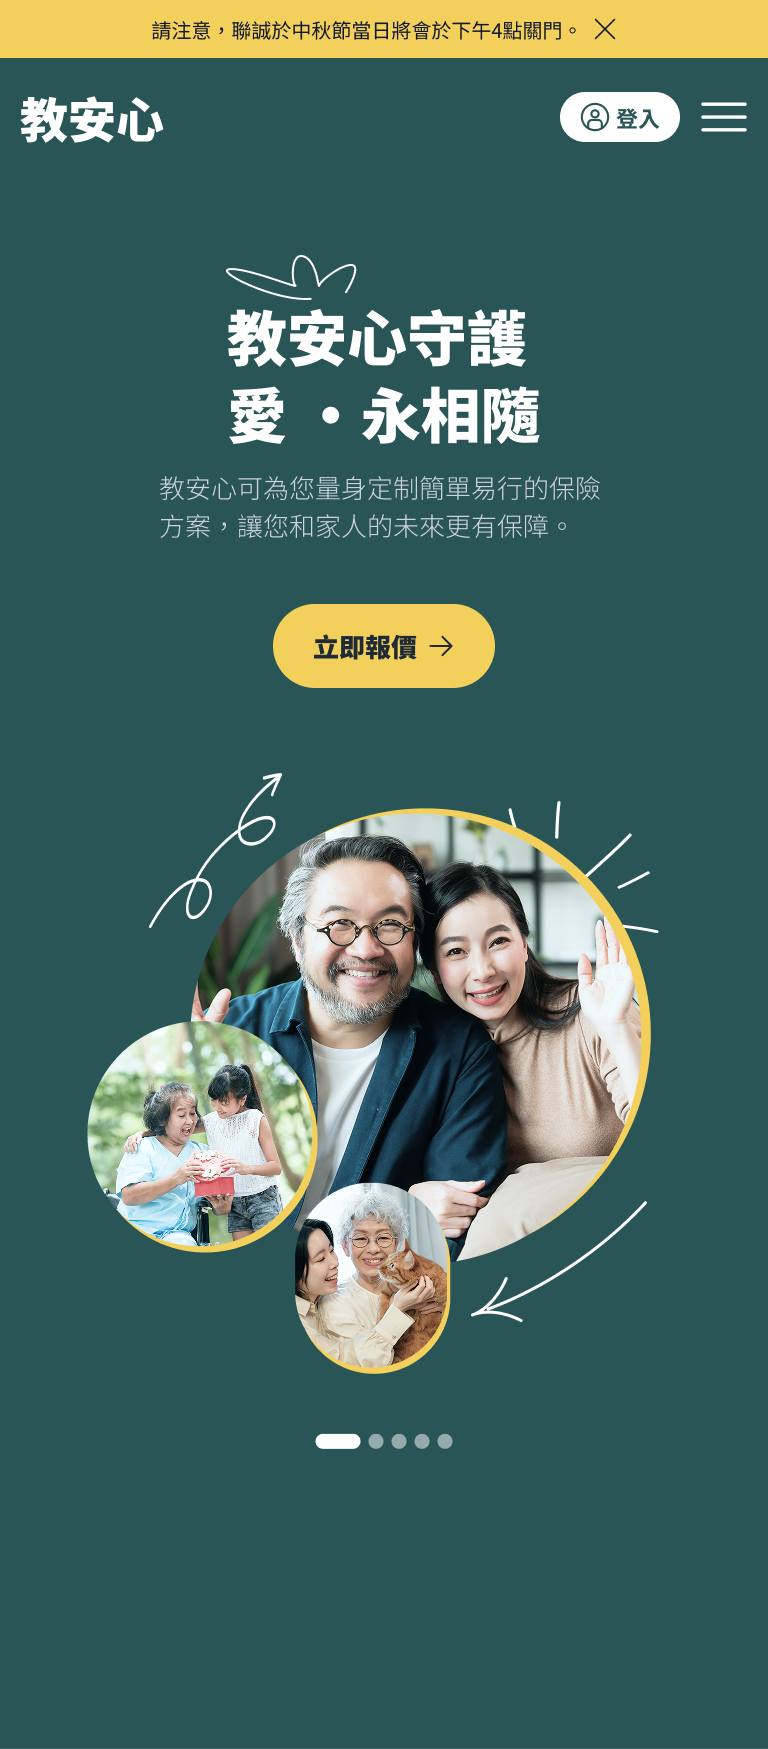 請注意，聯誠於中秋節當日將會於下午4點關門。
教安心
登入
教安心守護
愛 ・永相隨
教安心可為您量身定制簡單易行的保險
方案，讓您和家人的未來更有保障。
立即報價